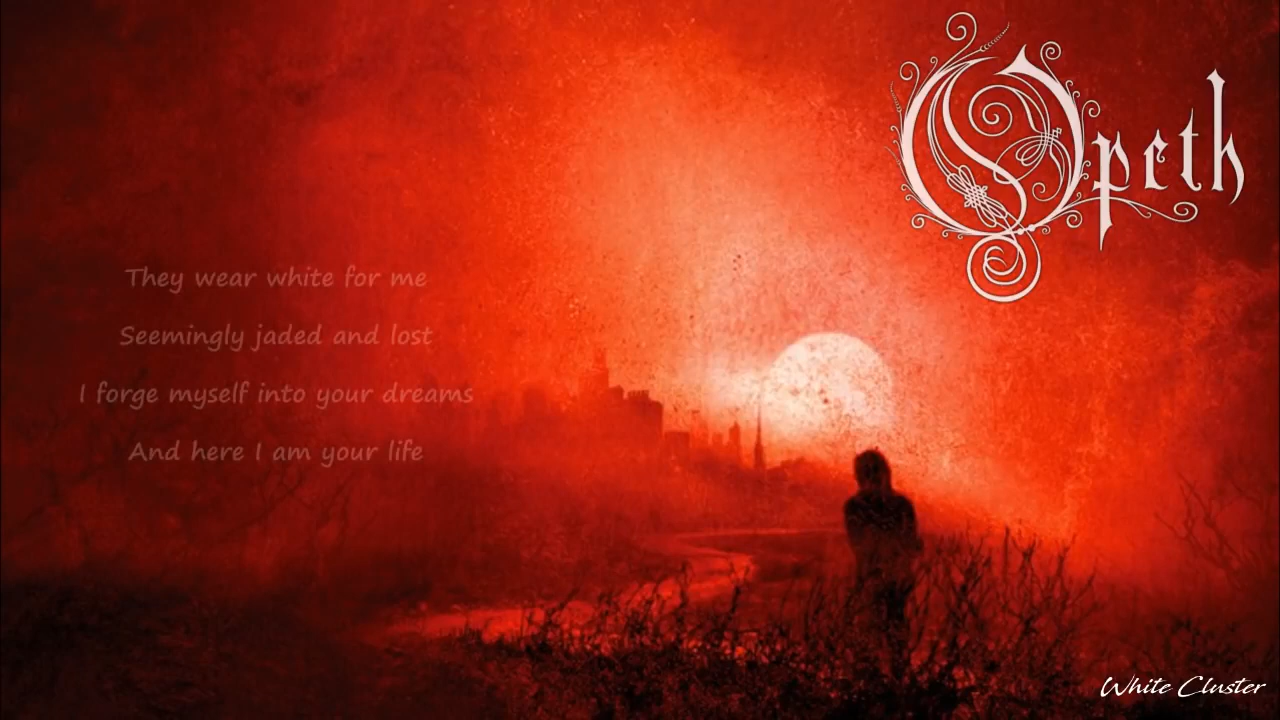 Opeth
They wear white for me
Seemingly jaded and lost
I forge myself into your dreams
And here I am your life
White Cluster